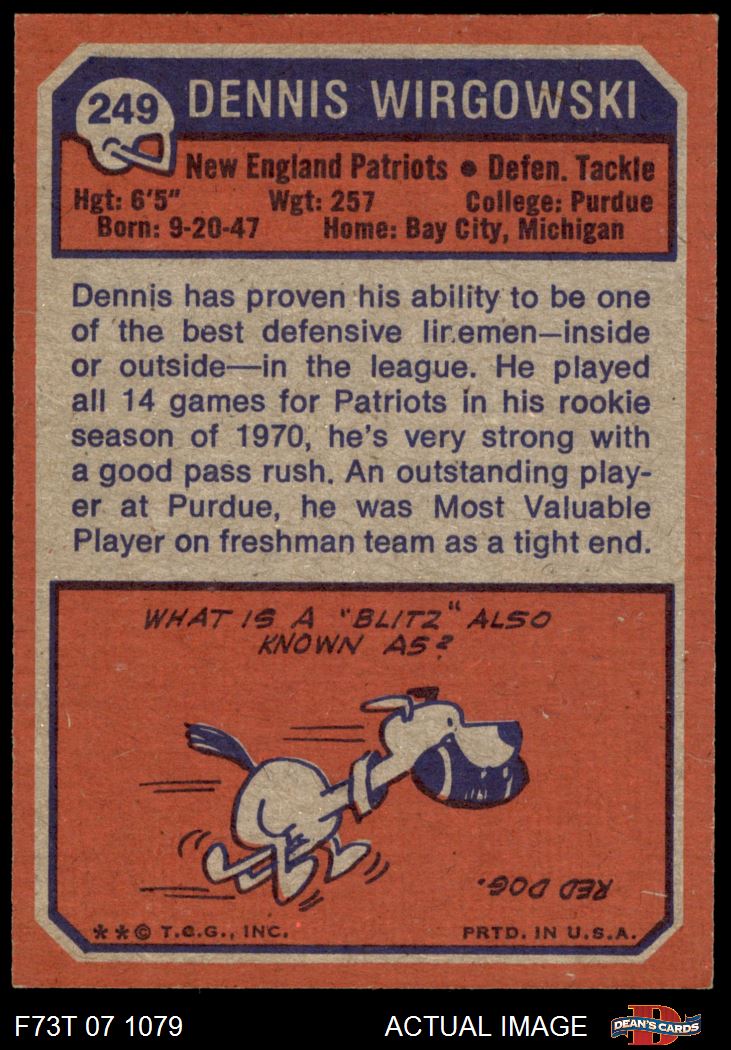 249 DENNIS WIRGOWSKI
New England Patriots • Defen. Tackle
Hgt: 6'5" Wgt: 257 College: Purdue
Born: 9-20-47 Home: Bay City, Michigan
Dennis has proven his ability to be one
of the best defensive linemen—inside
or outside—in the league. He played
all 14 games for Patriots in his rookie
season of 1970, he's very strong with
a good pass rush. An outstanding play-
er at Purdue, he was Most Valuable
Player on freshman team as a tight end.
WHAT IS A "BLITZ" ALSO
KNOWN AS?
RED DOG.
**© T.C.G., INC. PRTD. IN U.S.A.
F73T 07 1079 ACTUAL IMAGE DEAN'S CARDS